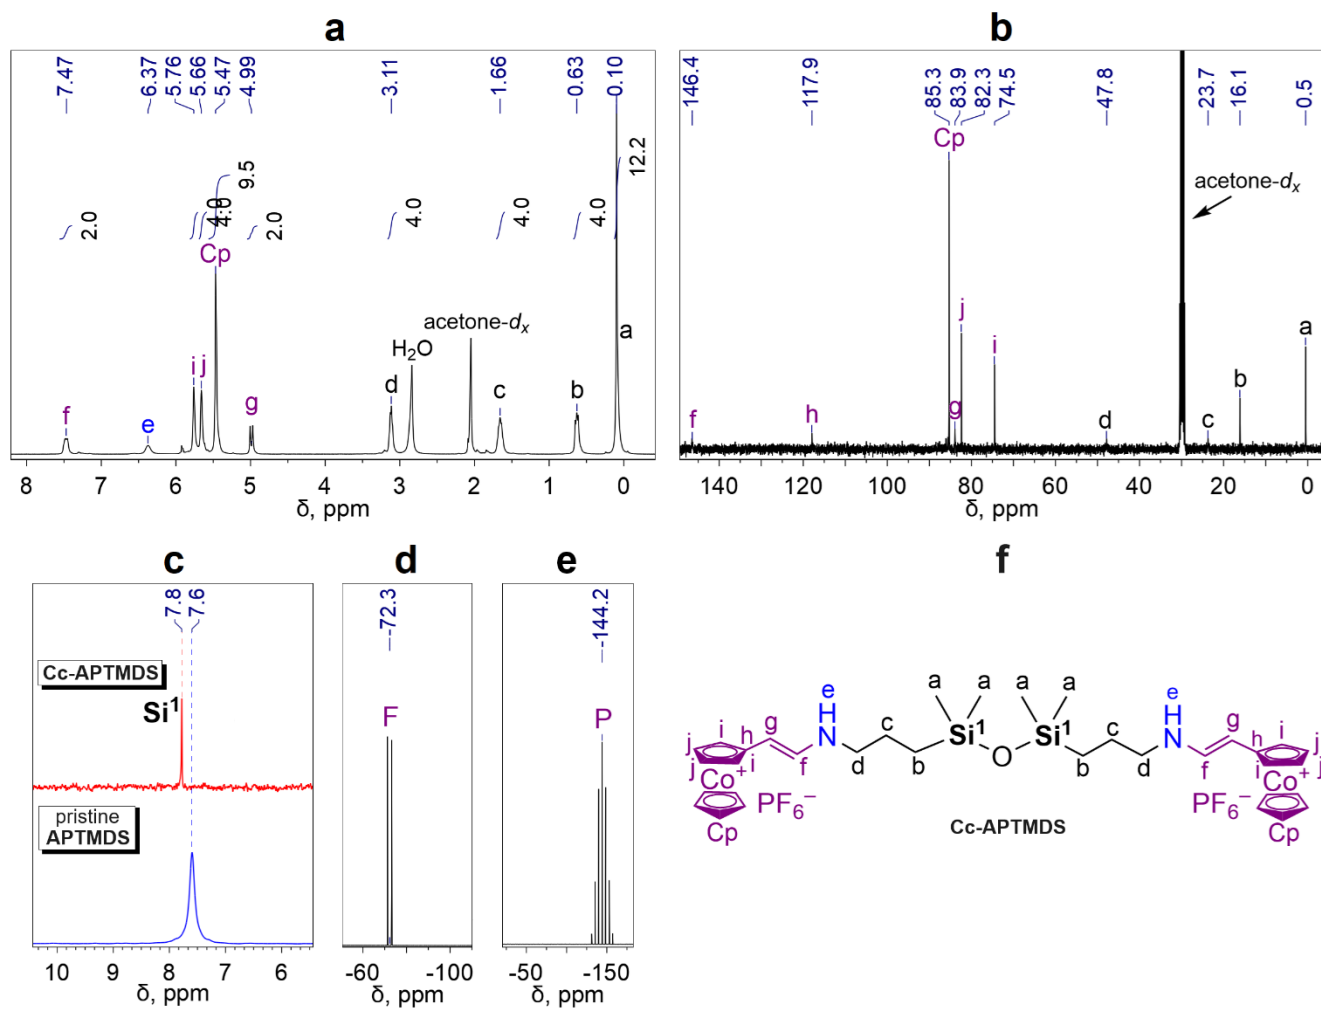 a
7.47
6.37
5.76
5.66
5.47
4.99
3.11
1.66
0.63
0.10
2.0
4.0
4.0
9.5
2.0
4.0
4.0
4.0
12.2
f
e
i
j
Cp
g
d
H₂O
acetone-dₓ
c
b
a
8 7 6 5 4 3 2 1 0
δ, ppm
b
146.4
117.9
85.3
83.9
82.3
74.5
47.8
23.7
16.1
0.5
Cp
acetone-dₓ
f
h
g
j
i
d
c
b
a
140 120 100 80 60 40 20 0
δ, ppm
c
7.8
7.6
Cc-APTMDS
Si¹
pristine
APTMDS
10 9 8 7 6
δ, ppm
d
-72.3
F
-60 -100
δ, ppm
e
-144.2
P
-50 -150
δ, ppm
f
a a a a
e e
H H
N N
g c c g
j i h Si¹ Si¹ h i j
j i f d b O b d f i j
Co⁺ Co⁺
PF₆⁻ PF₆⁻
Cp Cp
Cc-APTMDS